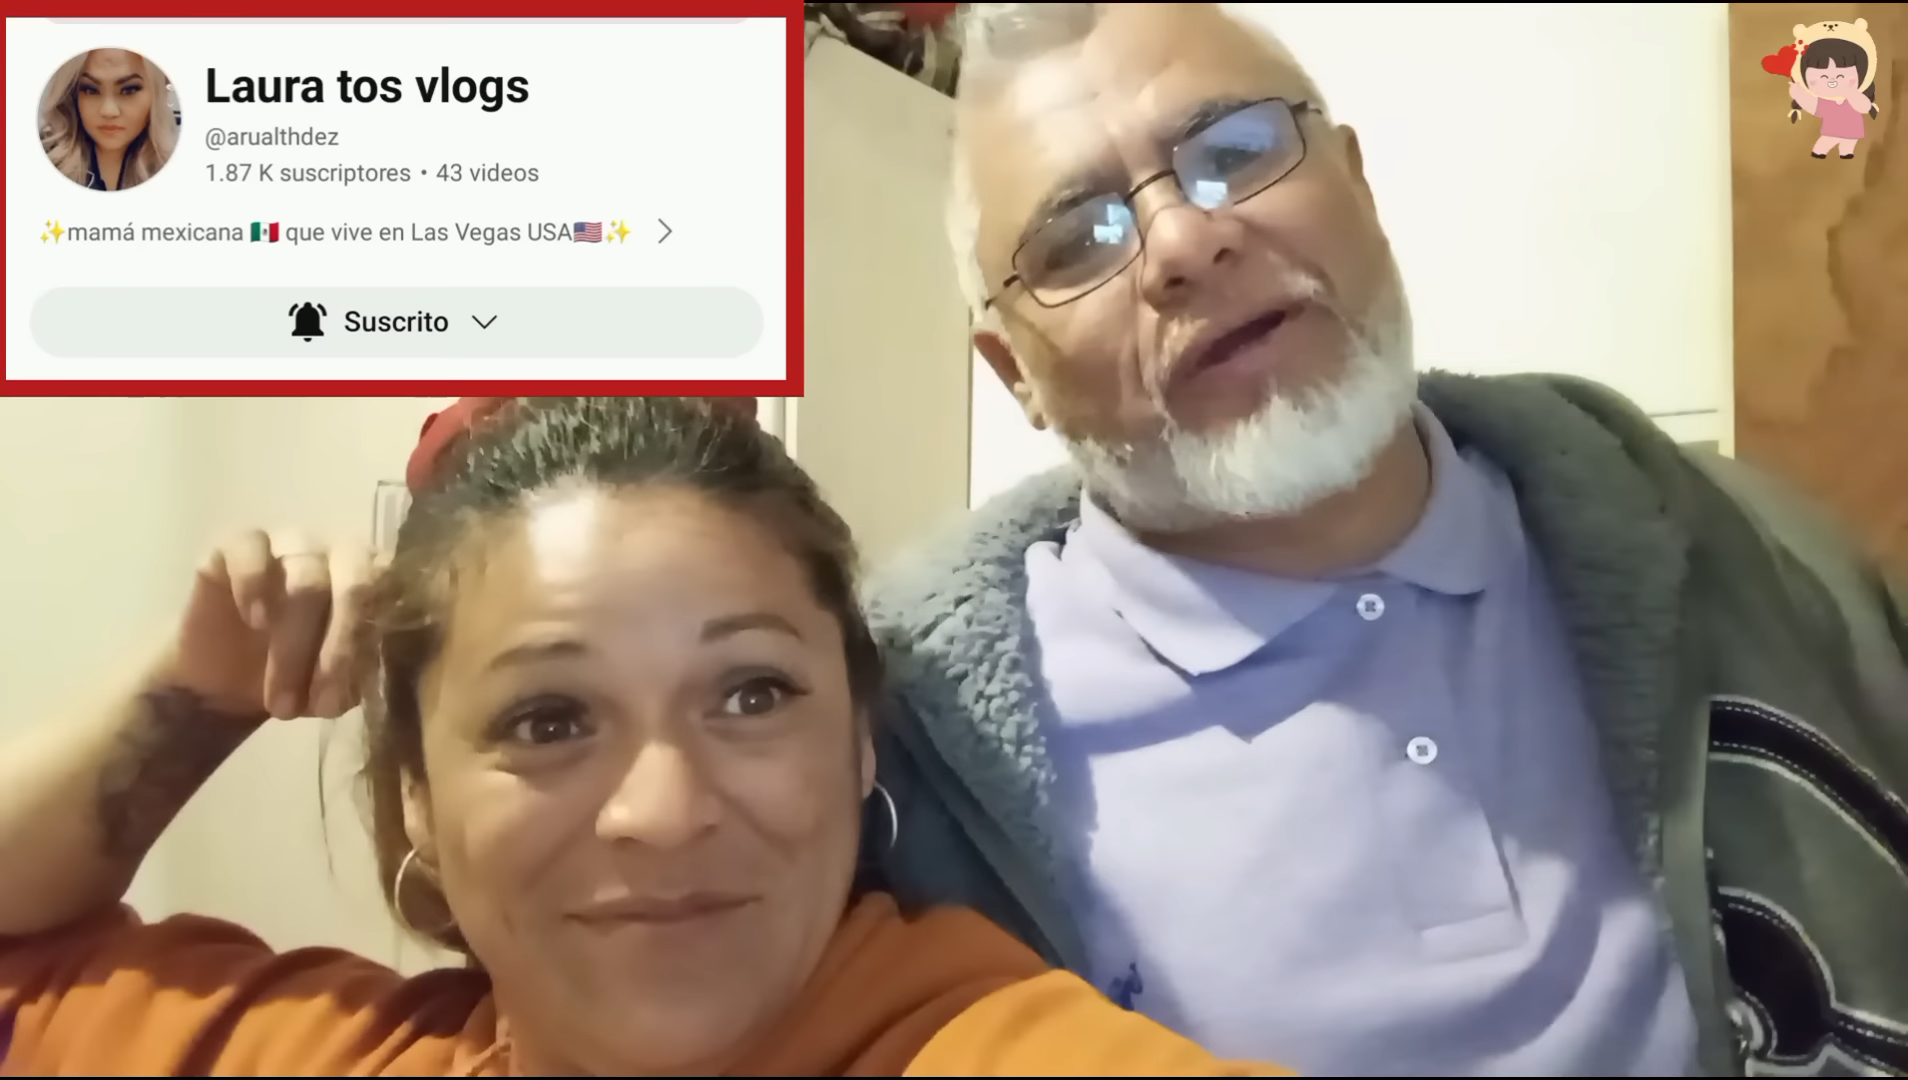 Laura tos vlogs
@arualthdez
1.87 K suscriptores • 43 videos
✨mamá mexicana 🇲🇽 que vive en Las Vegas USA🇺🇸✨
Suscrito